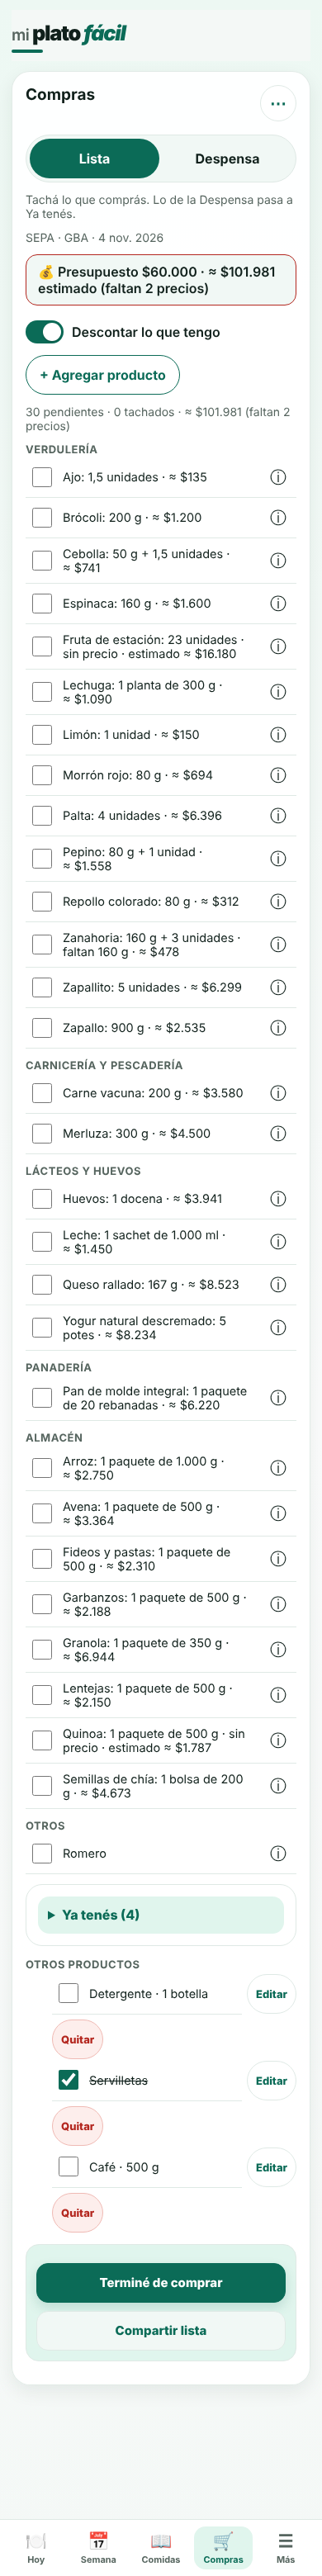 mi plato fácil
Compras
...
Lista
Despensa
Tachá lo que comprás. Lo de la Despensa pasa a
Ya tenés.
SEPA · GBA · 4 nov. 2026
💰 Presupuesto $60.000 · ≈ $101.981
estimado (faltan 2 precios)
Descontar lo que tengo
+ Agregar producto
30 pendientes · 0 tachados · ≈ $101.981 (faltan 2
precios)
VERDULERÍA
Ajo: 1,5 unidades · ≈ $135
Brócoli: 200 g · ≈ $1.200
Cebolla: 50 g + 1,5 unidades ·
≈ $741
Espinaca: 160 g · ≈ $1.600
Fruta de estación: 23 unidades ·
sin precio · estimado ≈ $16.180
Lechuga: 1 planta de 300 g ·
≈ $1.090
Limón: 1 unidad · ≈ $150
Morrón rojo: 80 g · ≈ $694
Palta: 4 unidades · ≈ $6.396
Pepino: 80 g + 1 unidad ·
≈ $1.558
Repollo colorado: 80 g · ≈ $312
Zanahoria: 160 g + 3 unidades ·
faltan 160 g · ≈ $478
Zapallito: 5 unidades · ≈ $6.299
Zapallo: 900 g · ≈ $2.535
CARNICERÍA Y PESCADERÍA
Carne vacuna: 200 g · ≈ $3.580
Merluza: 300 g · ≈ $4.500
LÁCTEOS Y HUEVOS
Huevos: 1 docena · ≈ $3.941
Leche: 1 sachet de 1.000 ml ·
≈ $1.450
Queso rallado: 167 g · ≈ $8.523
Yogur natural descremado: 5
potes · ≈ $8.234
PANADERÍA
Pan de molde integral: 1 paquete
de 20 rebanadas · ≈ $6.220
ALMACÉN
Arroz: 1 paquete de 1.000 g ·
≈ $2.750
Avena: 1 paquete de 500 g ·
≈ $3.364
Fideos y pastas: 1 paquete de
500 g · ≈ $2.310
Garbanzos: 1 paquete de 500 g ·
≈ $2.188
Granola: 1 paquete de 350 g ·
≈ $6.944
Lentejas: 1 paquete de 500 g ·
≈ $2.150
Quinoa: 1 paquete de 500 g · sin
precio · estimado ≈ $1.787
Semillas de chía: 1 bolsa de 200
g · ≈ $4.673
OTROS
Romero
▶ Ya tenés (4)
OTROS PRODUCTOS
Detergente · 1 botella
Editar
Quitar
Servilletas
Editar
Quitar
Café · 500 g
Editar
Quitar
Terminé de comprar
Compartir lista
Hoy
Semana
Comidas
Compras
Más